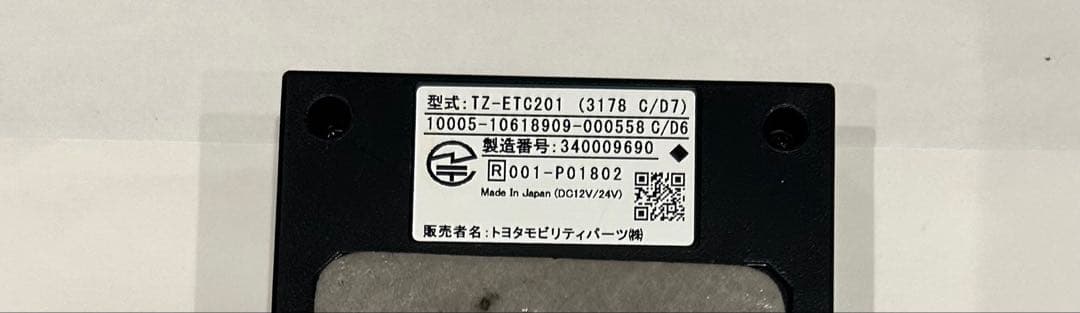 型式:TZ-ETC201 (3178 C/D7)
10005-10618909-000558 C/D6
製造番号:340009690
R 001-P01802
Made In Japan (DC12V/24V)
販売者名:トヨタモビリティパーツ㈱